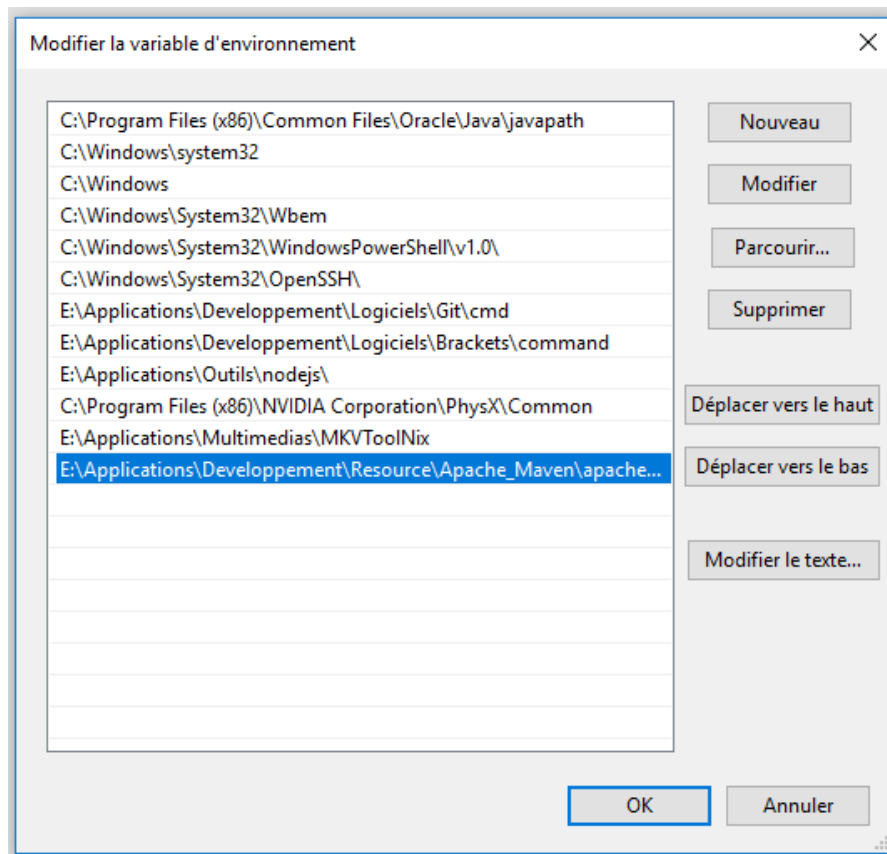 Modifier la variable d'environnement
C:\Program Files (x86)\Common Files\Oracle\Java\javapath
C:\Windows\system32
C:\Windows
C:\Windows\System32\Wbem
C:\Windows\System32\WindowsPowerShell\v1.0\
C:\Windows\System32\OpenSSH\
E:\Applications\Developpement\Logiciels\Git\cmd
E:\Applications\Developpement\Logiciels\Brackets\command
E:\Applications\Outils\nodejs\
C:\Program Files (x86)\NVIDIA Corporation\PhysX\Common
E:\Applications\Multimedias\MKVToolNix
E:\Applications\Developpement\Resource\Apache_Maven\apache...
Nouveau
Modifier
Parcourir...
Supprimer
Déplacer vers le haut
Déplacer vers le bas
Modifier le texte...
OK
Annuler